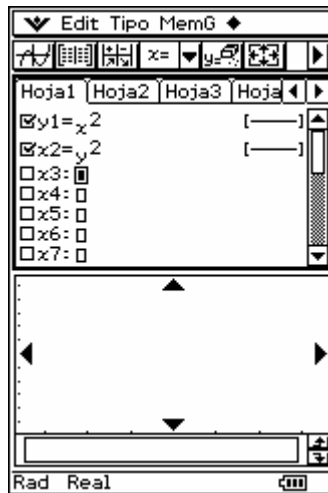 Edit Tipo MemG
x= y=
Hoja1 Hoja2 Hoja3 Hoja
y1=x²
x2=y²
x3:
x4:
x5:
x6:
x7:
Rad Real